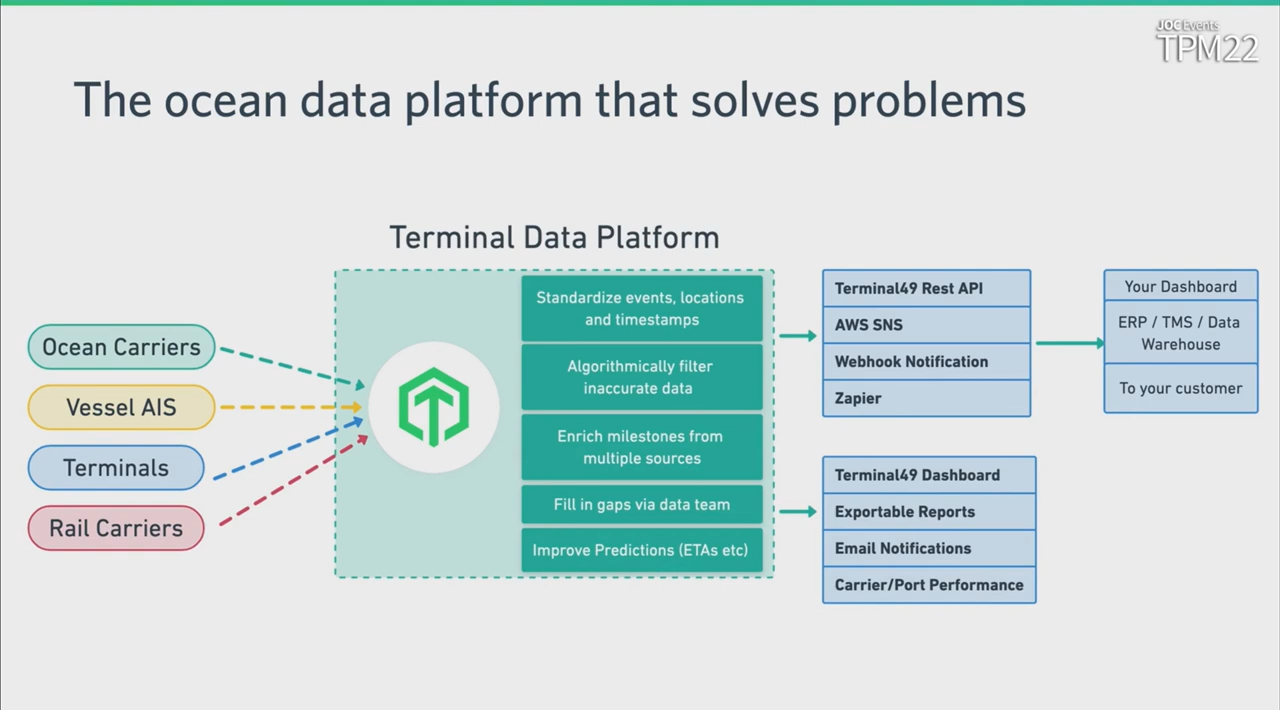 JOC Events
TPM22
The ocean data platform that solves problems
Terminal Data Platform
Ocean Carriers
Vessel AIS
Terminals
Rail Carriers
Standardize events, locations
and timestamps
Algorithmically filter
inaccurate data
Enrich milestones from
multiple sources
Fill in gaps via data team
Improve Predictions (ETAs etc)
Terminal49 Rest API
AWS SNS
Webhook Notification
Zapier
Terminal49 Dashboard
Exportable Reports
Email Notifications
Carrier/Port Performance
Your Dashboard
ERP / TMS / Data
Warehouse
To your customer